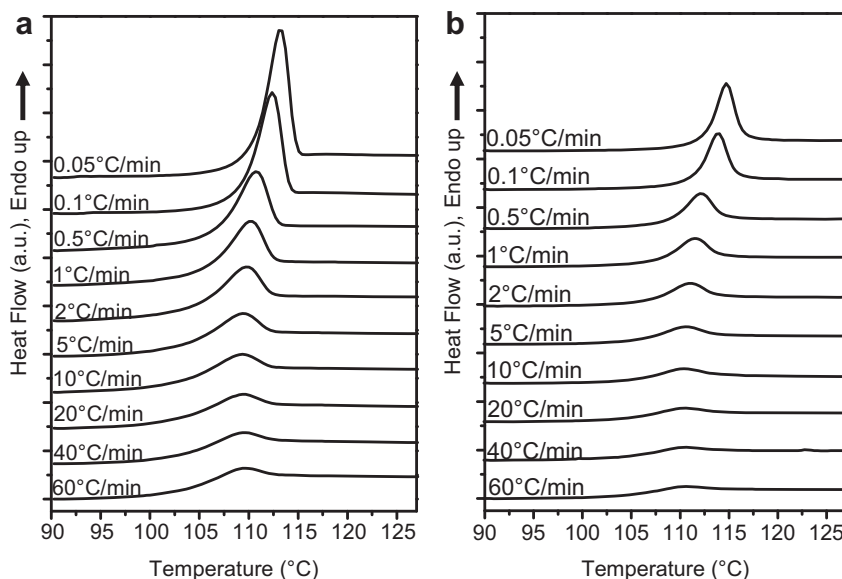 a
Heat Flow (a.u.), Endo up
0.05°C/min
0.1°C/min
0.5°C/min
1°C/min
2°C/min
5°C/min
10°C/min
20°C/min
40°C/min
60°C/min
90 95 100 105 110 115 120 125
Temperature (°C)
b
Heat Flow (a.u.), Endo up
0.05°C/min
0.1°C/min
0.5°C/min
1°C/min
2°C/min
5°C/min
10°C/min
20°C/min
40°C/min
60°C/min
90 95 100 105 110 115 120 125
Temperature (°C)